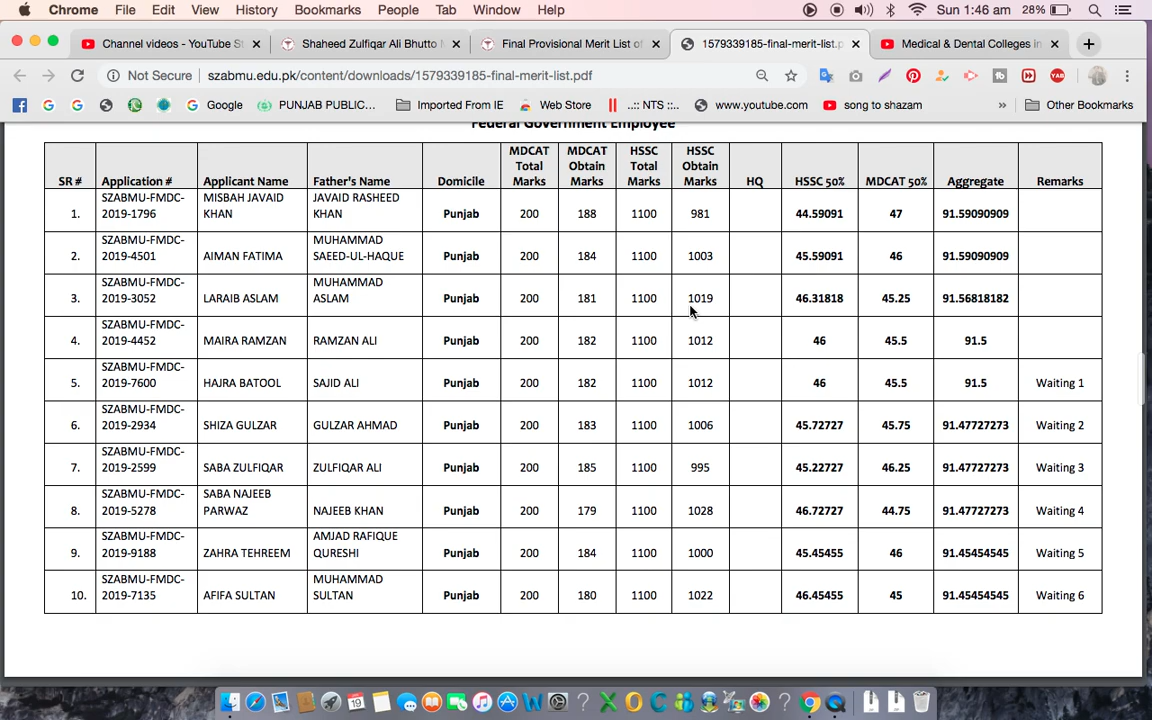 Chrome File Edit View History Bookmarks People Tab Window Help Sun 1:46 am 28%
Channel videos - YouTube St Shaheed Zulfiqar Ali Bhutto M Final Provisional Merit List of 1579339185-final-merit-list.p Medical & Dental Colleges in
Not Secure szabmu.edu.pk/content/downloads/1579339185-final-merit-list.pdf
Google PUNJAB PUBLIC... Imported From IE Web Store ..:: NTS ::.. www.youtube.com song to shazam » Other Bookmarks
Federal Government Employee
SR # Application # Applicant Name Father's Name Domicile MDCAT Total Marks MDCAT Obtain Marks HSSC Total Marks HSSC Obtain Marks HQ HSSC 50% MDCAT 50% Aggregate Remarks
1. SZABMU-FMDC-2019-1796 MISBAH JAVAID KHAN JAVAID RASHEED KHAN Punjab 200 188 1100 981 44.59091 47 91.59090909
2. SZABMU-FMDC-2019-4501 AIMAN FATIMA MUHAMMAD SAEED-UL-HAQUE Punjab 200 184 1100 1003 45.59091 46 91.59090909
3. SZABMU-FMDC-2019-3052 LARAIB ASLAM MUHAMMAD ASLAM Punjab 200 181 1100 1019 46.31818 45.25 91.56818182
4. SZABMU-FMDC-2019-4452 MAIRA RAMZAN RAMZAN ALI Punjab 200 182 1100 1012 46 45.5 91.5
5. SZABMU-FMDC-2019-7600 HAJRA BATOOL SAJID ALI Punjab 200 182 1100 1012 46 45.5 91.5 Waiting 1
6. SZABMU-FMDC-2019-2934 SHIZA GULZAR GULZAR AHMAD Punjab 200 183 1100 1006 45.72727 45.75 91.47727273 Waiting 2
7. SZABMU-FMDC-2019-2599 SABA ZULFIQAR ZULFIQAR ALI Punjab 200 185 1100 995 45.22727 46.25 91.47727273 Waiting 3
8. SZABMU-FMDC-2019-5278 SABA NAJEEB PARWAZ NAJEEB KHAN Punjab 200 179 1100 1028 46.72727 44.75 91.47727273 Waiting 4
9. SZABMU-FMDC-2019-9188 ZAHRA TEHREEM AMJAD RAFIQUE QURESHI Punjab 200 184 1100 1000 45.45455 46 91.45454545 Waiting 5
10. SZABMU-FMDC-2019-7135 AFIFA SULTAN MUHAMMAD SULTAN Punjab 200 180 1100 1022 46.45455 45 91.45454545 Waiting 6